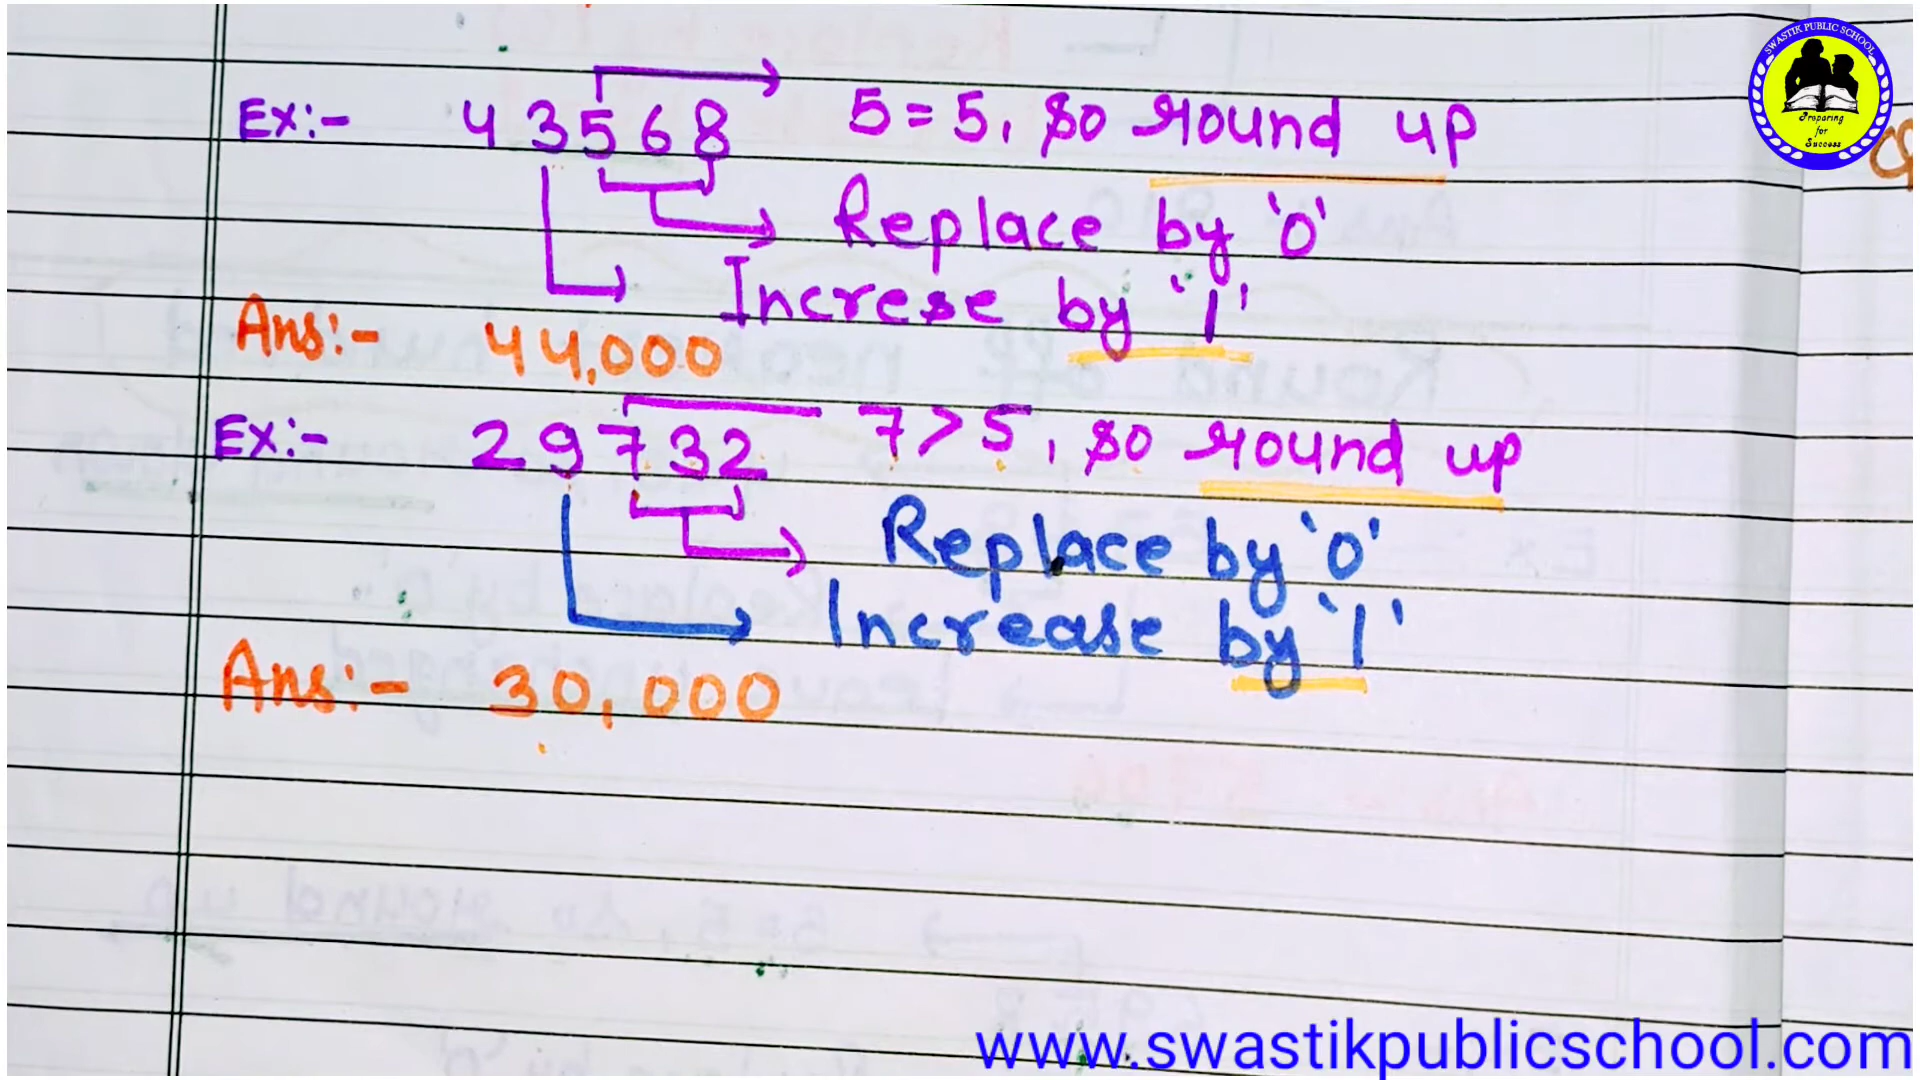 SWASTIK PUBLIC SCHOOL
Preparing
for
Success
Ex:- 43568 5=5, so round up
Replace by '0'
Increse by '1'
Ans:- 44,000
Ex:- 29732 7>5, so round up
Replace by '0'
Increase by '1'
Ans:- 30,000
www.swastikpublicschool.com